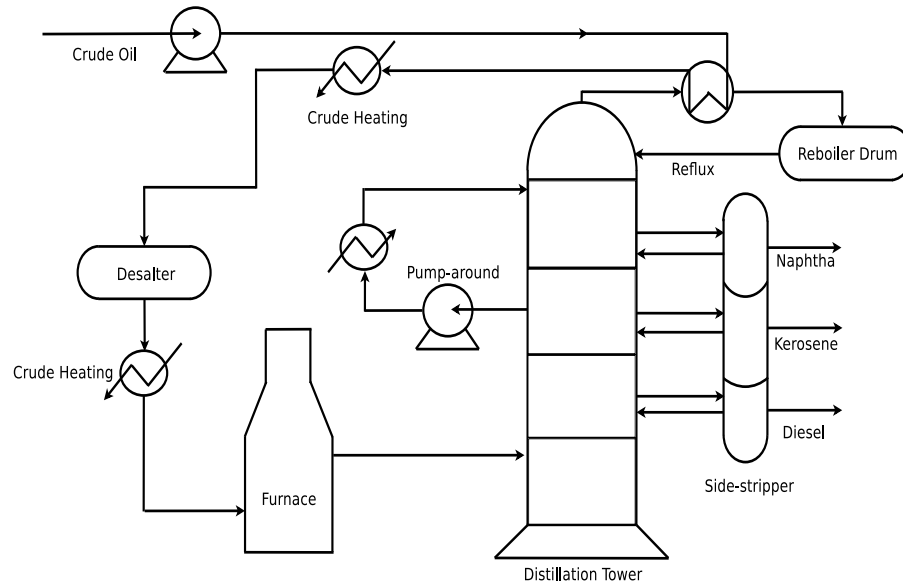 Crude Oil
Crude Heating
Reboiler Drum
Reflux
Desalter
Pump-around
Naphtha
Kerosene
Crude Heating
Diesel
Furnace
Side-stripper
Distillation Tower